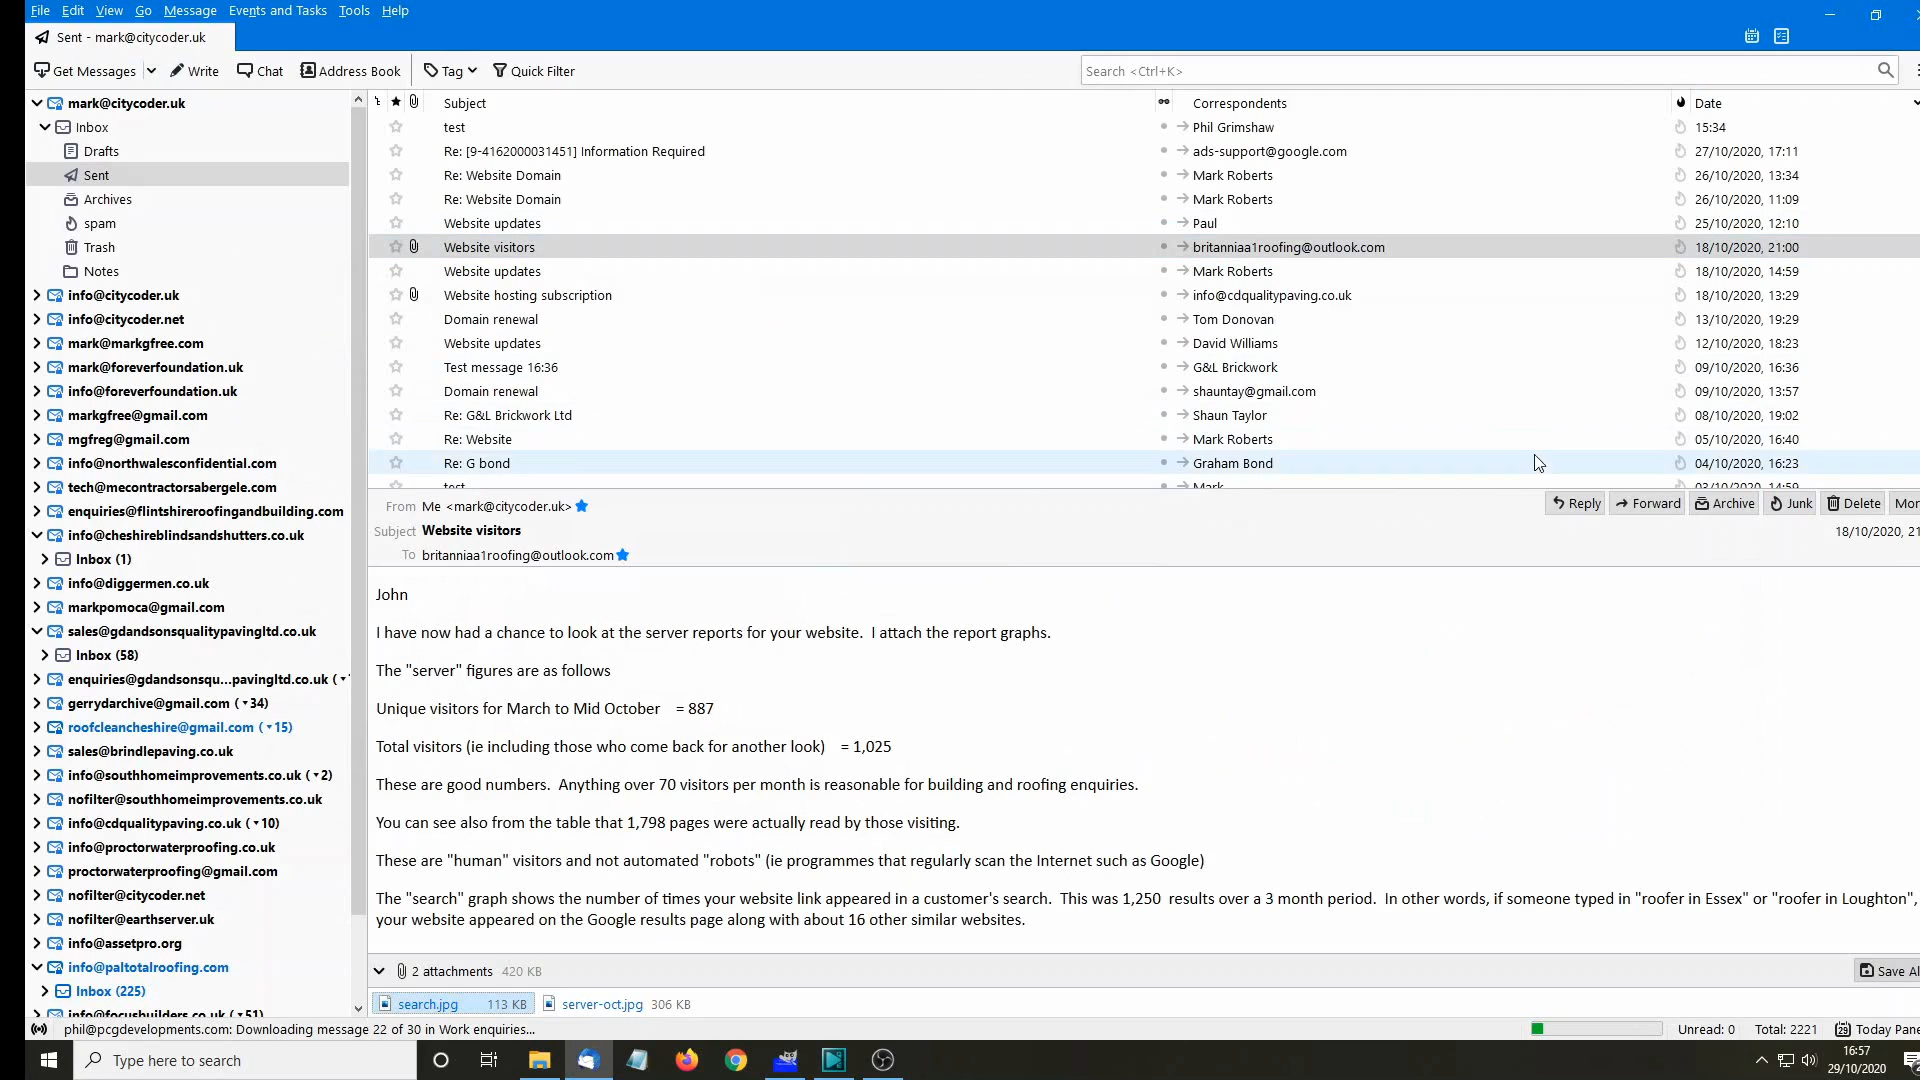 File Edit View Go Message Events and Tasks Tools Help
Sent - mark@citycoder.uk
Get Messages Write Chat Address Book Tag Quick Filter Search <Ctrl+K>
mark@citycoder.uk
Inbox
Drafts
Sent
Archives
spam
Trash
Notes
info@citycoder.uk
info@citycoder.net
mark@markgfree.com
mark@foreverfoundation.uk
info@foreverfoundation.uk
markgfree@gmail.com
mgfreg@gmail.com
info@northwalesconfidential.com
tech@mecontractorsabergele.com
enquiries@flintshireroofingandbuilding.com
info@cheshireblindsandshutters.co.uk
Inbox (1)
info@diggermen.co.uk
markpomoca@gmail.com
sales@gdandsonsqualitypavingltd.co.uk
Inbox (58)
enquiries@gdandsonsqu...pavingltd.co.uk (
gerrydarchive@gmail.com (34)
roofcleancheshire@gmail.com (15)
sales@brindlepaving.co.uk
info@southhomeimprovements.co.uk (2)
nofilter@southhomeimprovements.co.uk
info@cdqualitypaving.co.uk (10)
info@proctorwaterproofing.co.uk
proctorwaterproofing@gmail.com
nofilter@citycoder.net
nofilter@earthserver.uk
info@assetpro.org
info@paltotalroofing.com
Inbox (225)
info@focusbuilders.co.uk (51)
Subject Correspondents Date
test Phil Grimshaw 15:34
Re: [9-4162000031451] Information Required ads-support@google.com 27/10/2020, 17:11
Re: Website Domain Mark Roberts 26/10/2020, 13:34
Re: Website Domain Mark Roberts 26/10/2020, 11:09
Website updates Paul 25/10/2020, 12:10
Website visitors britanniaa1roofing@outlook.com 18/10/2020, 21:00
Website updates Mark Roberts 18/10/2020, 14:59
Website hosting subscription info@cdqualitypaving.co.uk 18/10/2020, 13:29
Domain renewal Tom Donovan 13/10/2020, 19:29
Website updates David Williams 12/10/2020, 18:23
Test message 16:36 G&L Brickwork 09/10/2020, 16:36
Domain renewal shauntay@gmail.com 09/10/2020, 13:57
Re: G&L Brickwork Ltd Shaun Taylor 08/10/2020, 19:02
Re: Website Mark Roberts 05/10/2020, 16:40
Re: G bond Graham Bond 04/10/2020, 16:23
test Mark 03/10/2020, 14:59
From Me <mark@citycoder.uk> Reply Forward Archive Junk Delete Mor
Subject Website visitors 18/10/2020, 21
To britanniaa1roofing@outlook.com
John
I have now had a chance to look at the server reports for your website. I attach the report graphs.
The "server" figures are as follows
Unique visitors for March to Mid October = 887
Total visitors (ie including those who come back for another look) = 1,025
These are good numbers. Anything over 70 visitors per month is reasonable for building and roofing enquiries.
You can see also from the table that 1,798 pages were actually read by those visiting.
These are "human" visitors and not automated "robots" (ie programmes that regularly scan the Internet such as Google)
The "search" graph shows the number of times your website link appeared in a customer's search. This was 1,250 results over a 3 month period. In other words, if someone typed in "roofer in Essex" or "roofer in Loughton",
your website appeared on the Google results page along with about 16 other similar websites.
2 attachments 420 KB Save Al
search.jpg 113 KB server-oct.jpg 306 KB
phil@pcgdevelopments.com: Downloading message 22 of 30 in Work enquiries... Unread: 0 Total: 2221 29 Today Pane
Type here to search 16:57
29/10/2020